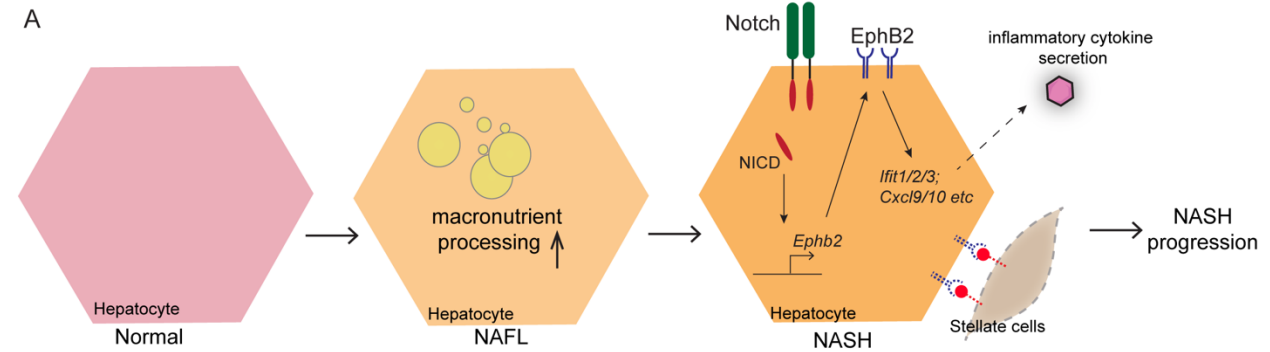 A
Hepatocyte
Normal
macronutrient
processing
Hepatocyte
NAFL
Notch
EphB2
NICD
Ephb2
Ifit1/2/3;
Cxcl9/10 etc
Hepatocyte
NASH
inflammatory cytokine
secretion
Stellate cells
NASH
progression